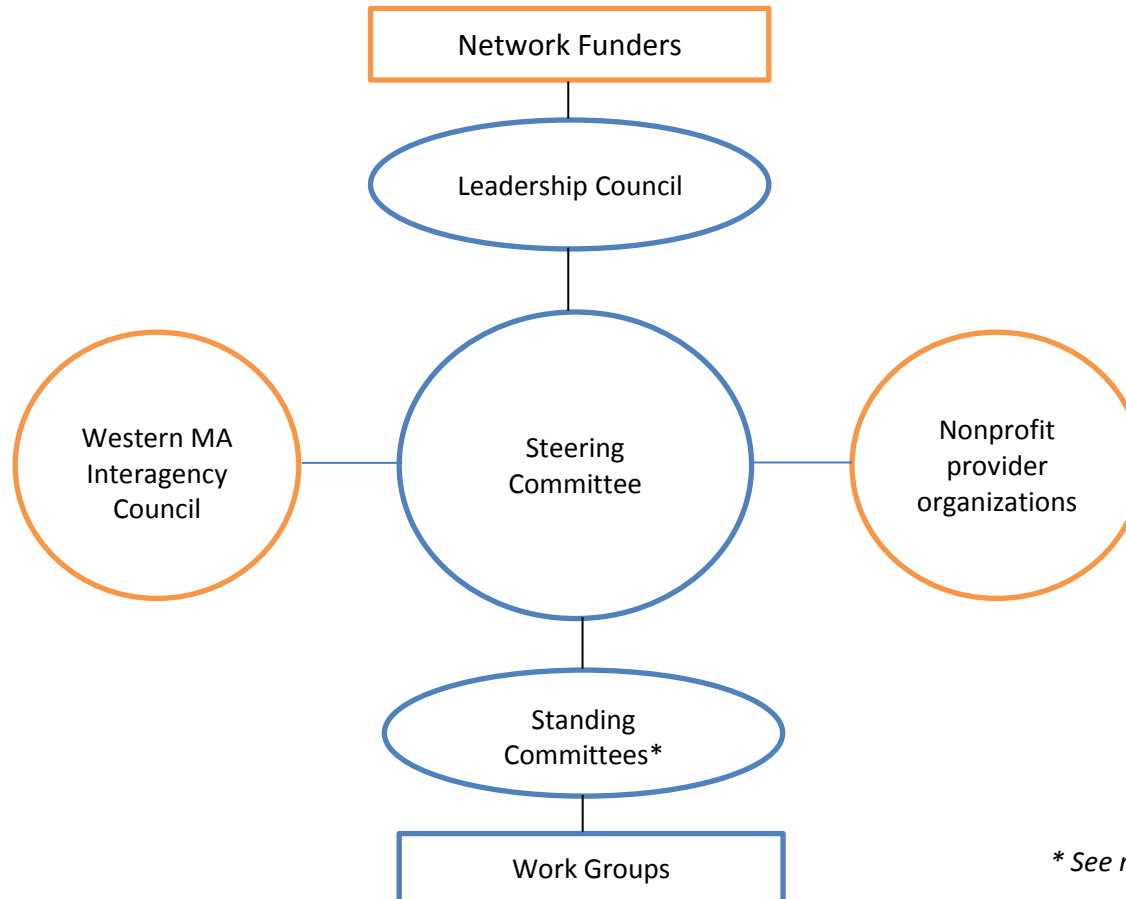 Network Funders
Leadership Council
Western MA
Interagency
Council
Steering
Committee
Nonprofit
provider
organizations
Standing
Committees*
Work Groups
* See